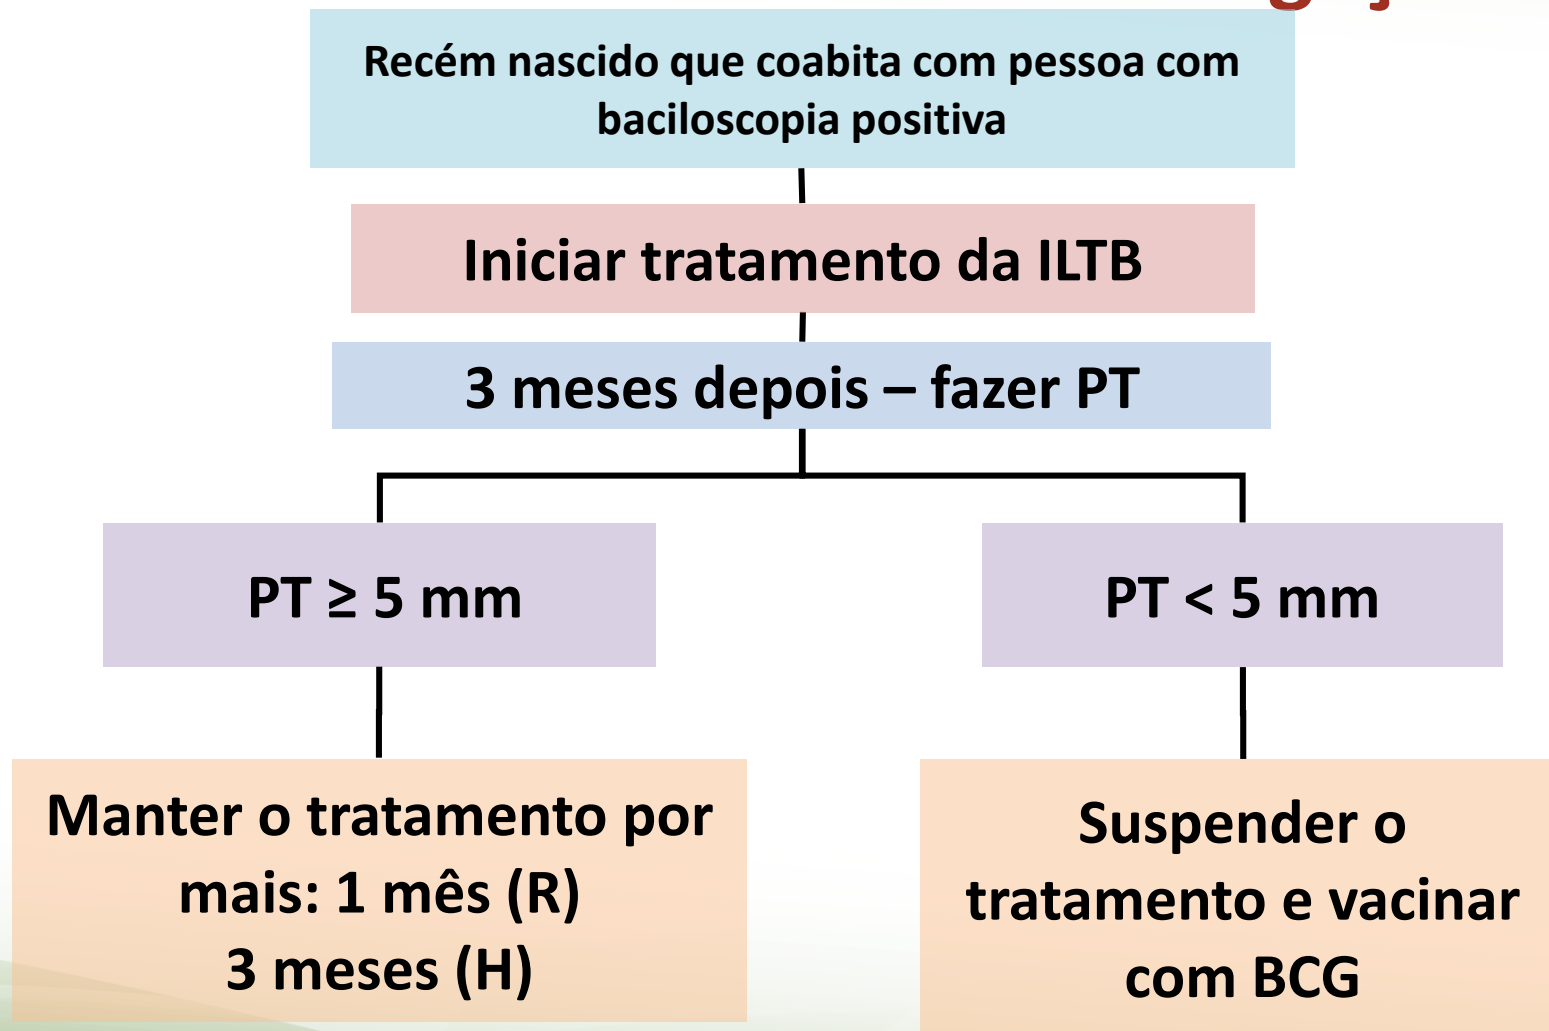 Recém nascido que coabita com pessoa com
baciloscopia positiva
Iniciar tratamento da ILTB
3 meses depois – fazer PT
PT ≥ 5 mm
PT < 5 mm
Manter o tratamento por
mais: 1 mês (R)
3 meses (H)
Suspender o
tratamento e vacinar
com BCG